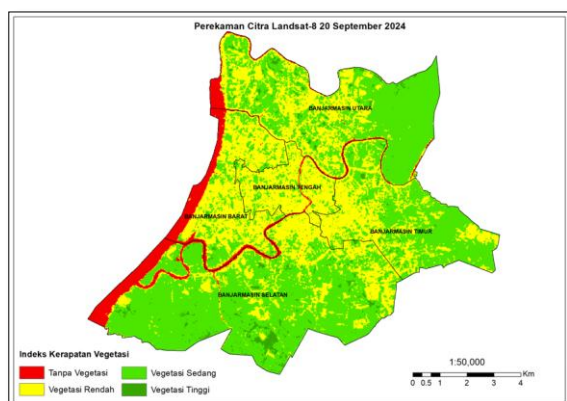 Perekaman Citra Landsat-8 20 September 2024
BANJARMASIN UTARA
BANJARMASIN TENGAH
BANJARMASIN BARAT
BANJARMASIN TIMUR
BANJARMASIN SELATAN
Indeks Kerapatan Vegetasi
Tanpa Vegetasi
Vegetasi Sedang
Vegetasi Rendah
Vegetasi Tinggi
1:50,000
Km
0 0.5 1 2 3 4